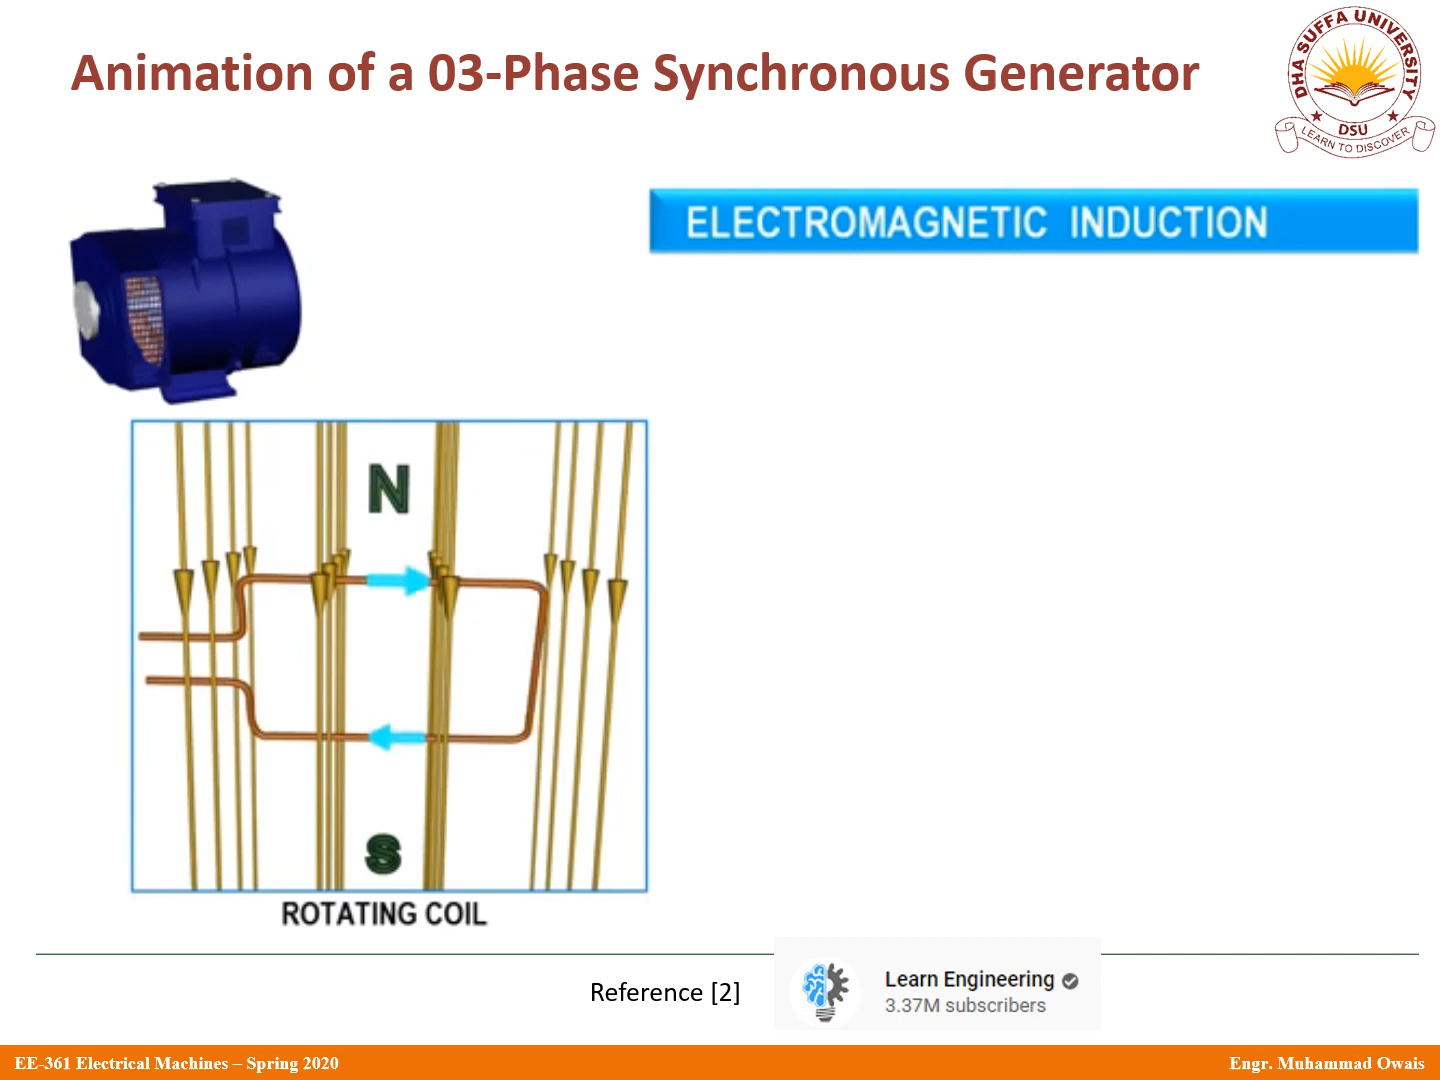 Animation of a 03-Phase Synchronous Generator
DHA SUFFA UNIVERSITY
DSU
LEARN TO DISCOVER
ELECTROMAGNETIC INDUCTION
N
S
ROTATING COIL
Reference [2]
Learn Engineering
3.37M subscribers
EE-361 Electrical Machines – Spring 2020
Engr. Muhammad Owais